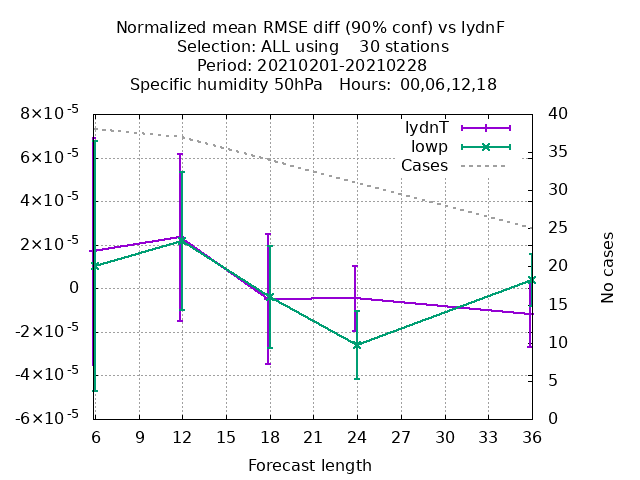 Normalized mean RMSE diff (90% conf) vs lydnF
Selection: ALL using    30 stations
Period: 20210201-20210228
Specific humidity 50hPa   Hours:  00,06,12,18
8×10⁻⁵
6×10⁻⁵
4×10⁻⁵
2×10⁻⁵
0
-2×10⁻⁵
-4×10⁻⁵
-6×10⁻⁵
lydnT
lowp
Cases
40
35
30
25
20
15
10
5
0
No cases
6 9 12 15 18 21 24 27 30 33 36
Forecast length